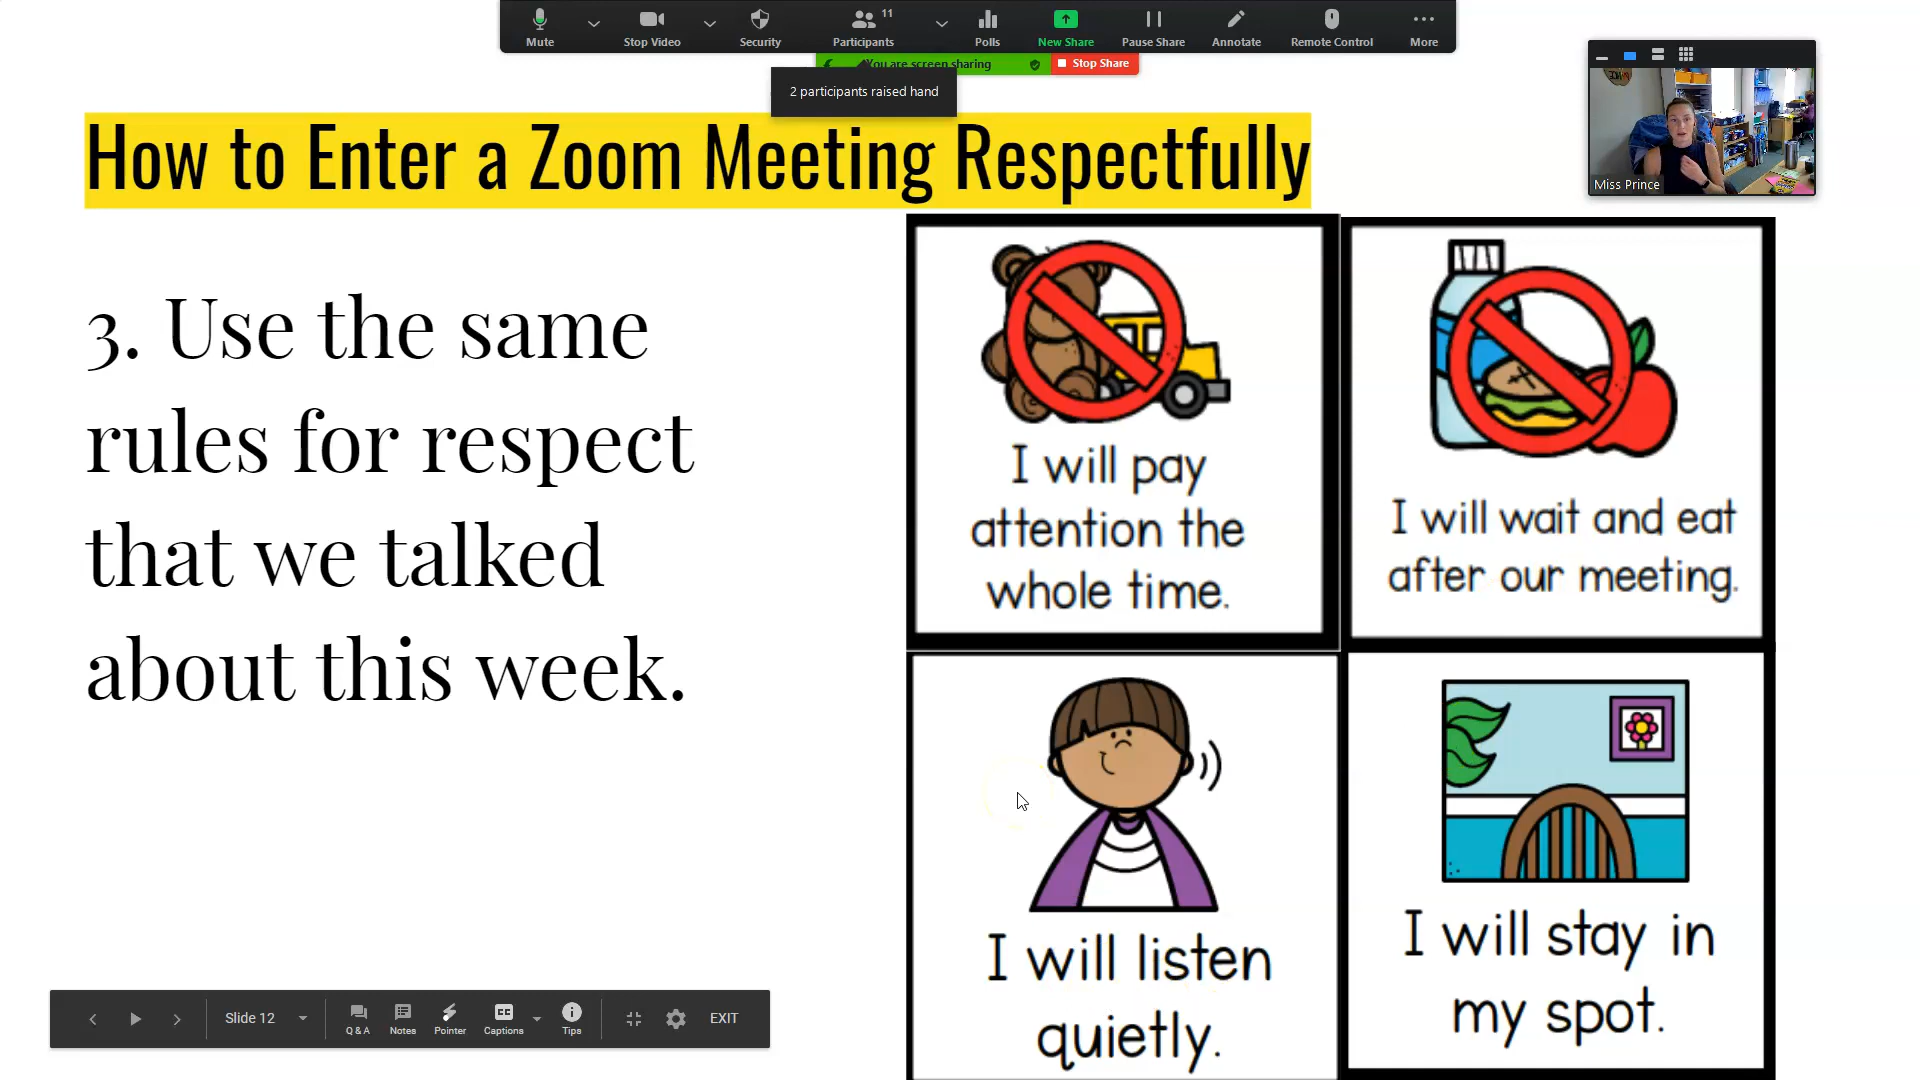 11
Mute
Stop Video
Security
Participants
Polls
New Share
Pause Share
Annotate
Remote Control
More
You are screen sharing
Stop Share
2 participants raised hand
Miss Prince
How to Enter a Zoom Meeting Respectfully
3. Use the same
rules for respect
that we talked
about this week.
I will pay
attention the
whole time.
I will wait and eat
after our meeting.
I will listen
quietly.
I will stay in
my spot.
Slide 12
Q & A
Notes
Pointer
CC
Captions
Tips
EXIT